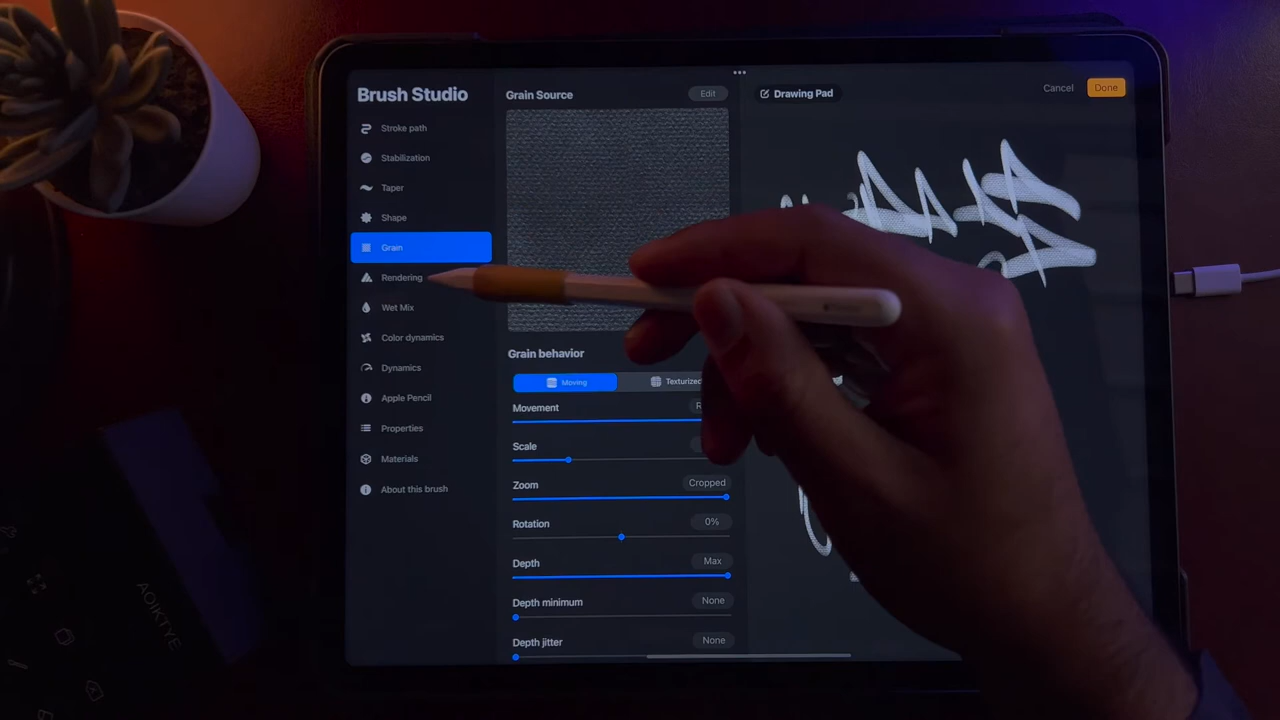 Brush Studio
Stroke path
Stabilization
Taper
Shape
Grain
Rendering
Wet Mix
Color dynamics
Dynamics
Apple Pencil
Properties
Materials
About this brush
Grain Source
Edit
Grain behavior
Moving
Texturized
Movement
Scale
Zoom
Cropped
Rotation
0%
Depth
Max
Depth minimum
None
Depth jitter
None
Drawing Pad
Cancel
Done
AOIKTYE